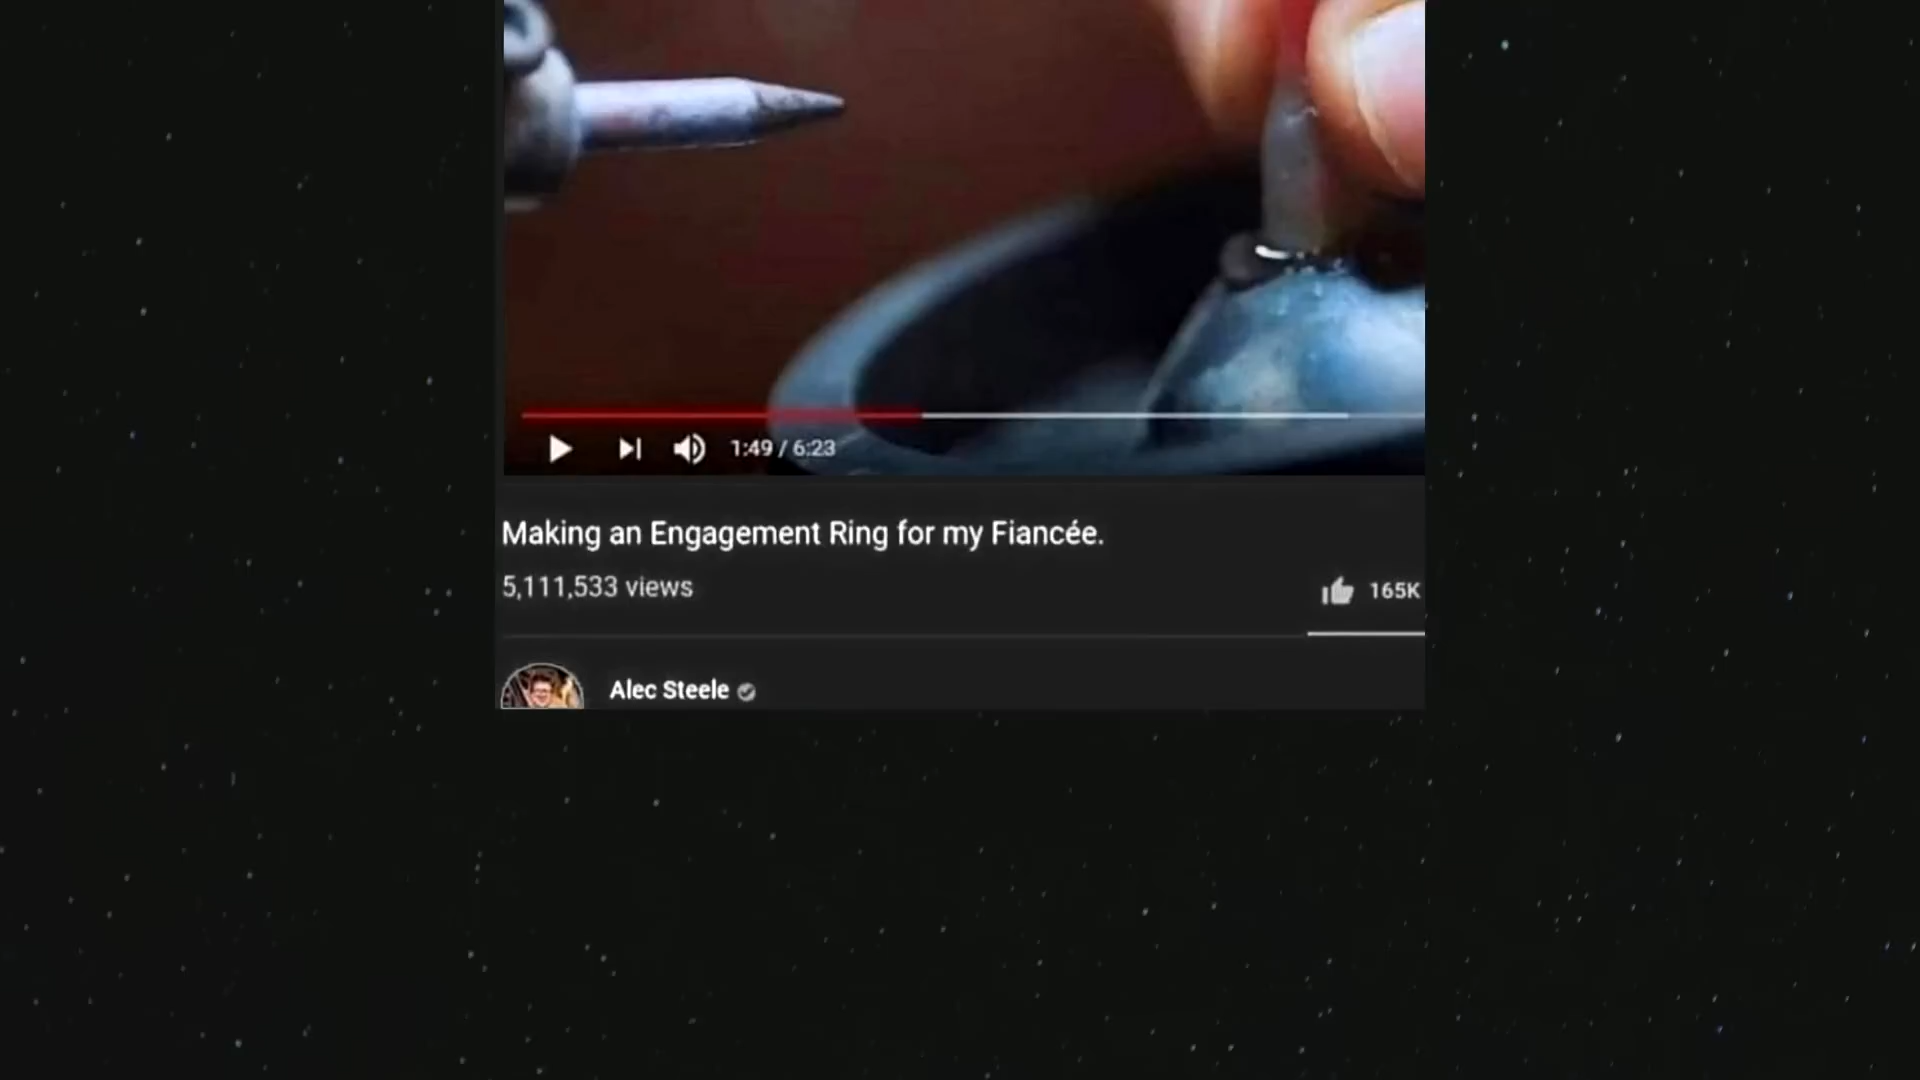 1:49 / 6:23
Making an Engagement Ring for my Fiancée.
5,111,533 views
165K
Alec Steele